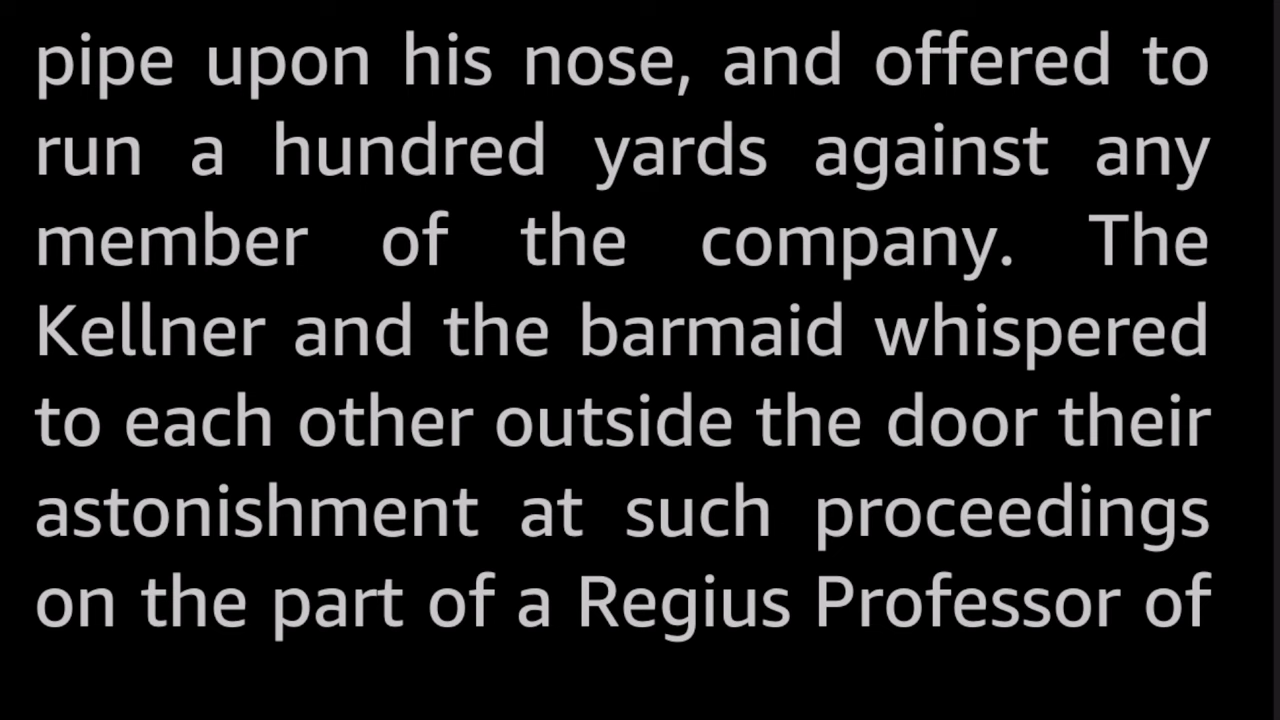 pipe upon his nose, and offered to
run a hundred yards against any
member of the company. The
Kellner and the barmaid whispered
to each other outside the door their
astonishment at such proceedings
on the part of a Regius Professor of